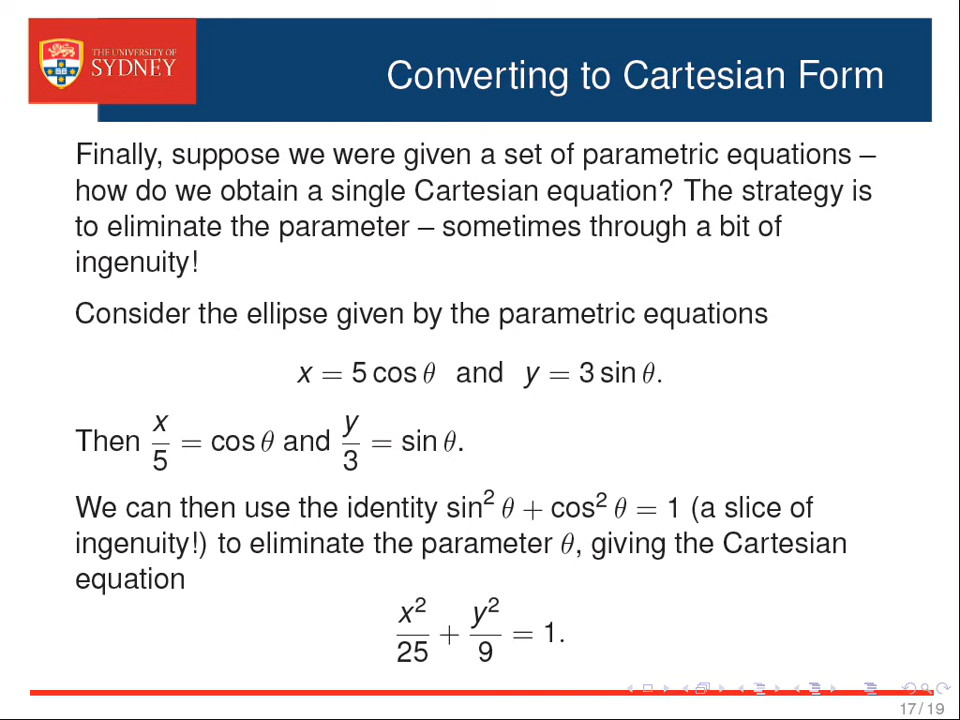 THE UNIVERSITY OF
SYDNEY
Converting to Cartesian Form
Finally, suppose we were given a set of parametric equations –
how do we obtain a single Cartesian equation? The strategy is
to eliminate the parameter – sometimes through a bit of
ingenuity!
Consider the ellipse given by the parametric equations
x = 5 cos θ and y = 3 sin θ.
Then x/5 = cos θ and y/3 = sin θ.
We can then use the identity sin² θ + cos² θ = 1 (a slice of
ingenuity!) to eliminate the parameter θ, giving the Cartesian
equation
x²/25 + y²/9 = 1.
17 / 19